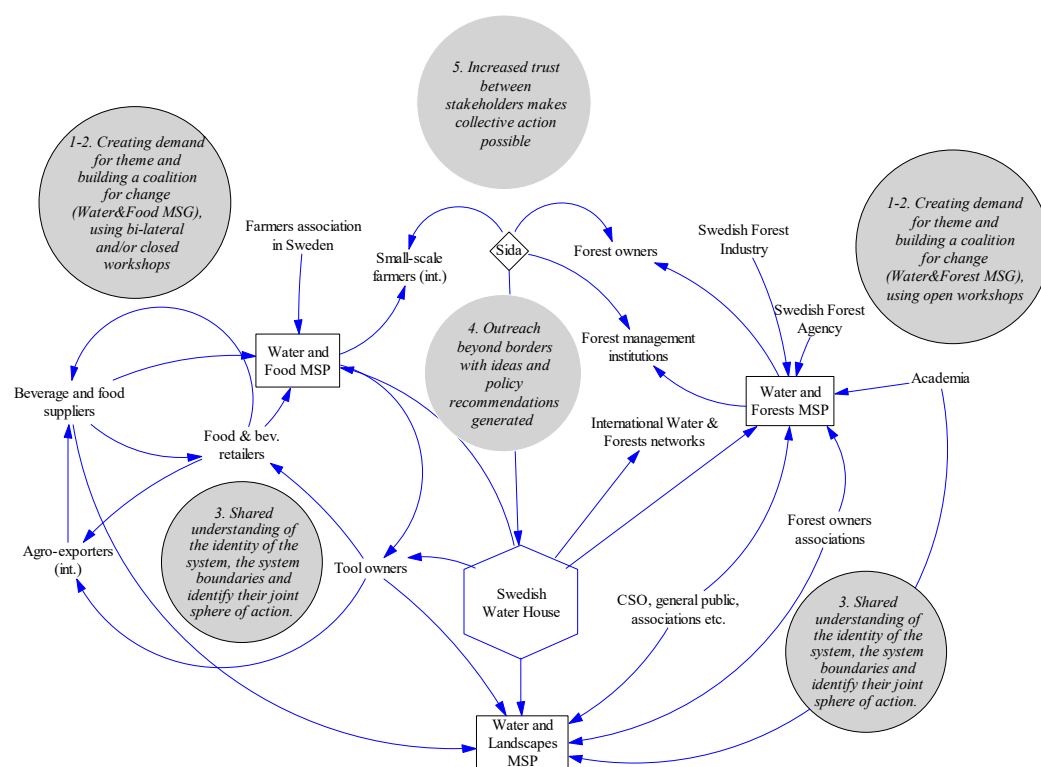 5. Increased trust
between
stakeholders makes
collective action
possible
1-2. Creating demand
for theme and
building a coalition
for change
(Water&Food MSG),
using bi-lateral
and/or closed
workshops
1-2. Creating demand
for theme and
building a coalition
for change
(Water&Forest MSG),
using open workshops
Farmers association
in Sweden
Small-scale
farmers (int.)
Sida
Forest owners
Swedish Forest
Industry
Swedish Forest
Agency
4. Outreach
beyond borders
with ideas and
policy
recommendations
generated
Forest management
institutions
Water and
Food MSP
Water and
Forests MSP
Academia
Beverage and food
suppliers
Food & bev.
retailers
International Water &
Forests networks
3. Shared
understanding of
the identity of the
system, the system
boundaries and
identify their joint
sphere of action.
Agro-exporters
(int.)
Tool owners
Forest owners
associations
Swedish
Water House
CSO, general public,
associations etc.
3. Shared
understanding of
the identity of the
system, the system
boundaries and
identify their joint
sphere of action.
Water and
Landscapes
MSP